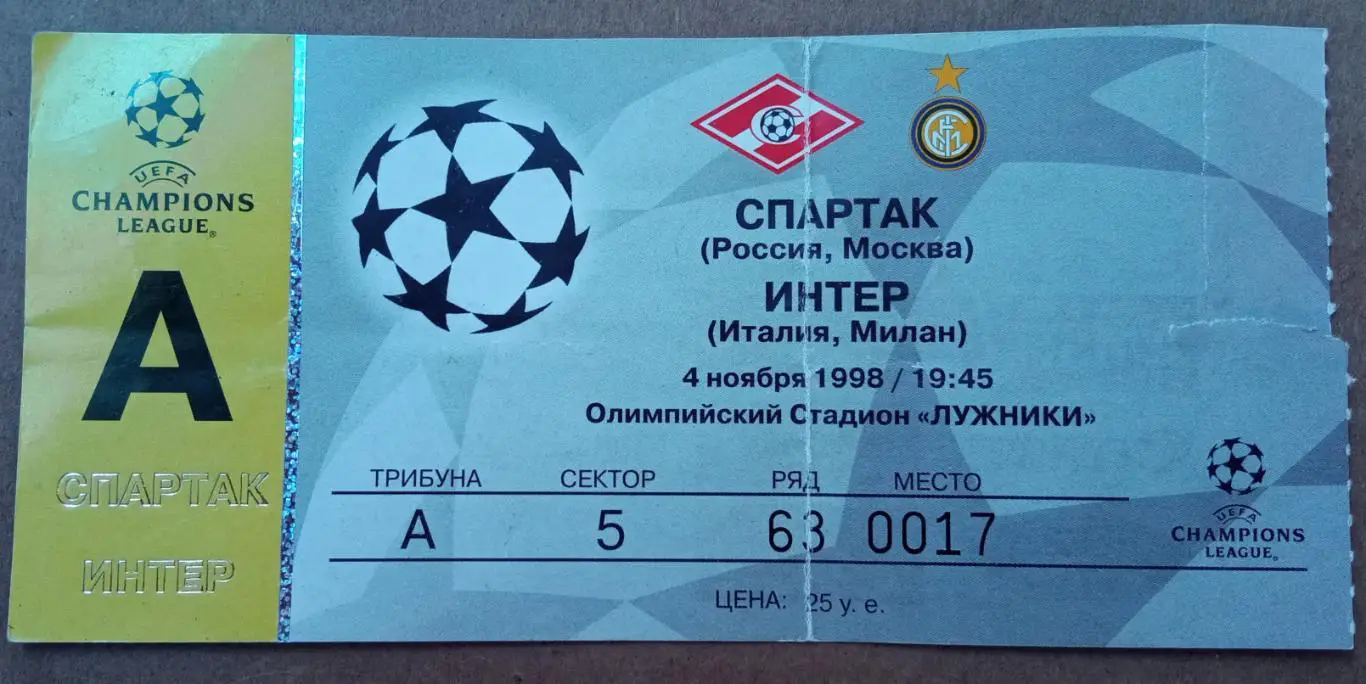 UEFA
CHAMPIONS
LEAGUE®
A
СПАРТАК
ИНТЕР
СПАРТАК
(Россия, Москва)
ИНТЕР
(Италия, Милан)
4 ноября 1998 / 19:45
Олимпийский Стадион «ЛУЖНИКИ»
ТРИБУНА СЕКТОР РЯД МЕСТО
А 5 63 0017
ЦЕНА: 25 у. е.
UEFA
CHAMPIONS
LEAGUE®